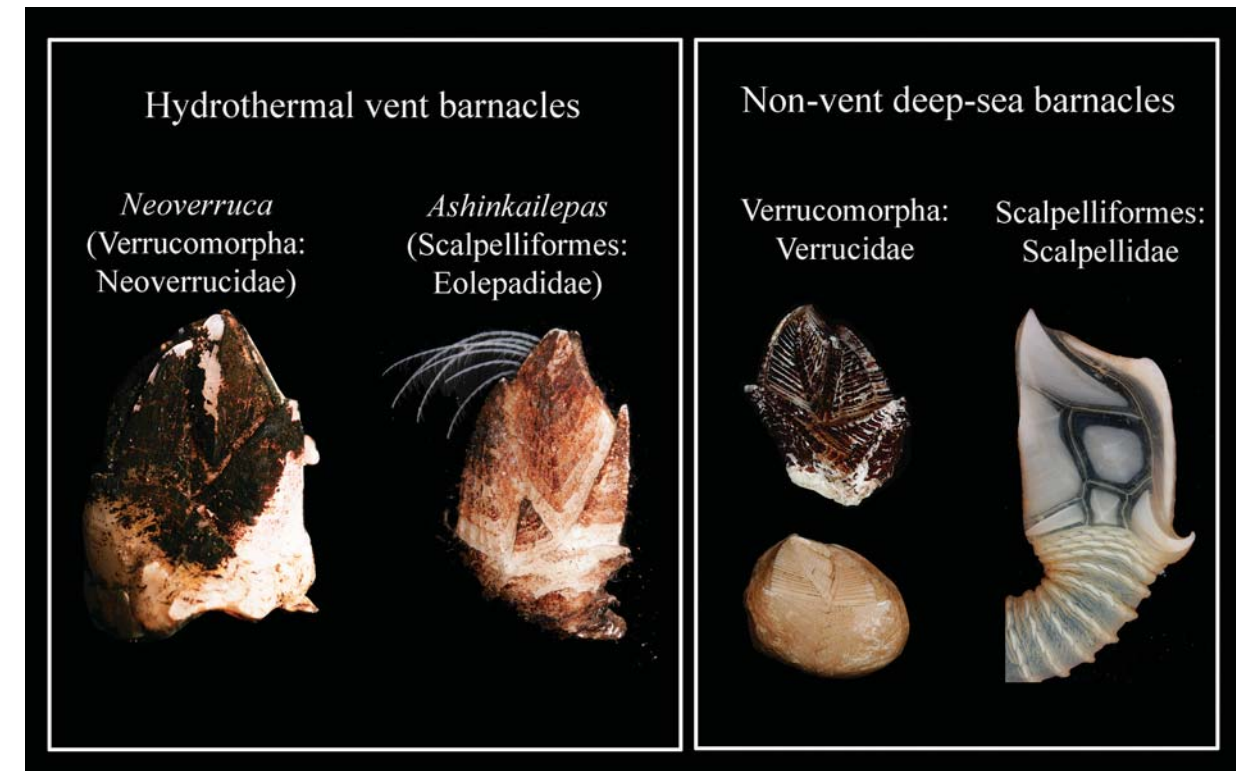 Hydrothermal vent barnacles
Neoverruca
(Verrucomorpha:
Neoverrucidae)
Ashinkailepas
(Scalpelliformes:
Eolepadidae)
Non-vent deep-sea barnacles
Verrucomorpha:
Verrucidae
Scalpelliformes:
Scalpellidae